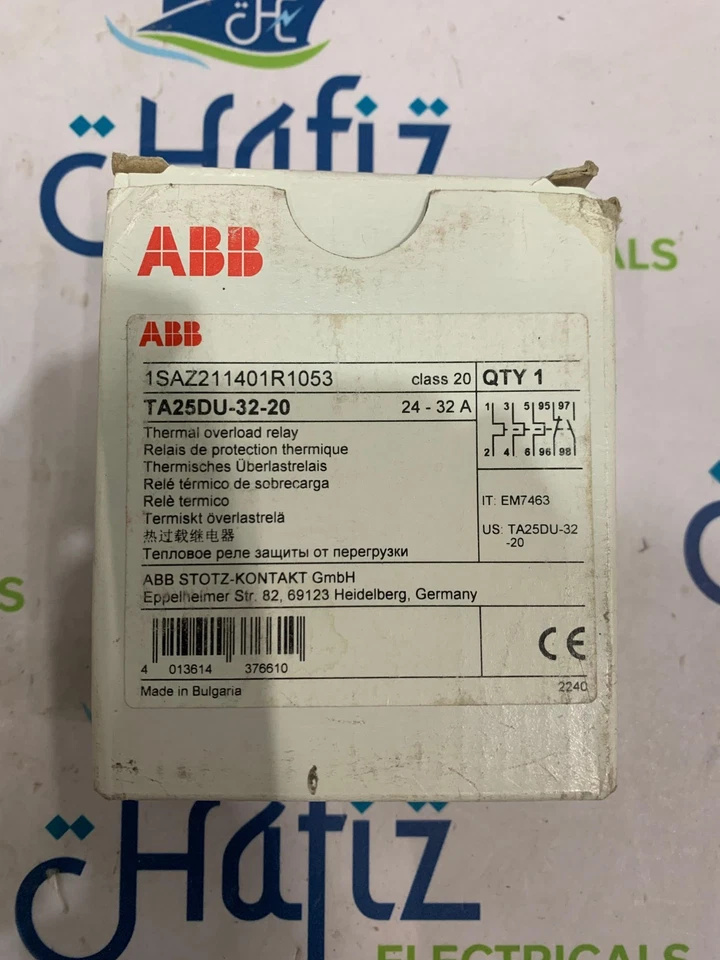 Hafiz
ALS
ABB
ABB
1SAZ211401R1053 class 20 QTY 1
TA25DU-32-20 24 - 32 A
1 3 5 95 97
2 4 6 96 98
Thermal overload relay
Relais de protection thermique
Thermisches Überlastrelais
Relé térmico de sobrecarga
Relè termico
Termiskt överlastrelä
热过载继电器
Тепловое реле защиты от перегрузки
IT: EM7463
US: TA25DU-32
-20
ABB STOTZ-KONTAKT GmbH
Eppelheimer Str. 82, 69123 Heidelberg, Germany
CE
4 013614 376610
Made in Bulgaria
2240
S
Hafiz
ELECTRICALS